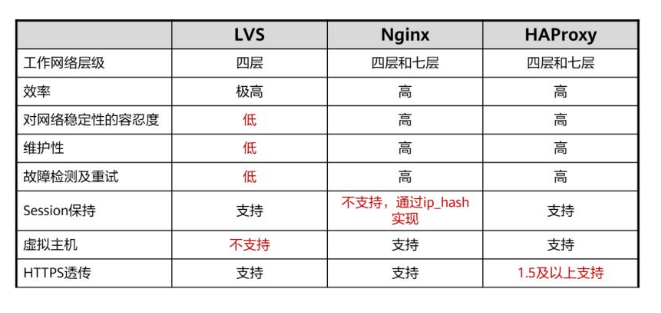 LVS Nginx HAProxy
工作网络层级 四层 四层和七层 四层和七层
效率 极高 高 高
对网络稳定性的容忍度 低 高 高
维护性 低 高 高
故障检测及重试 低 高 高
Session保持 支持 不支持，通过ip_hash 支持
实现
虚拟主机 不支持 支持 支持
HTTPS透传 支持 支持 1.5及以上支持